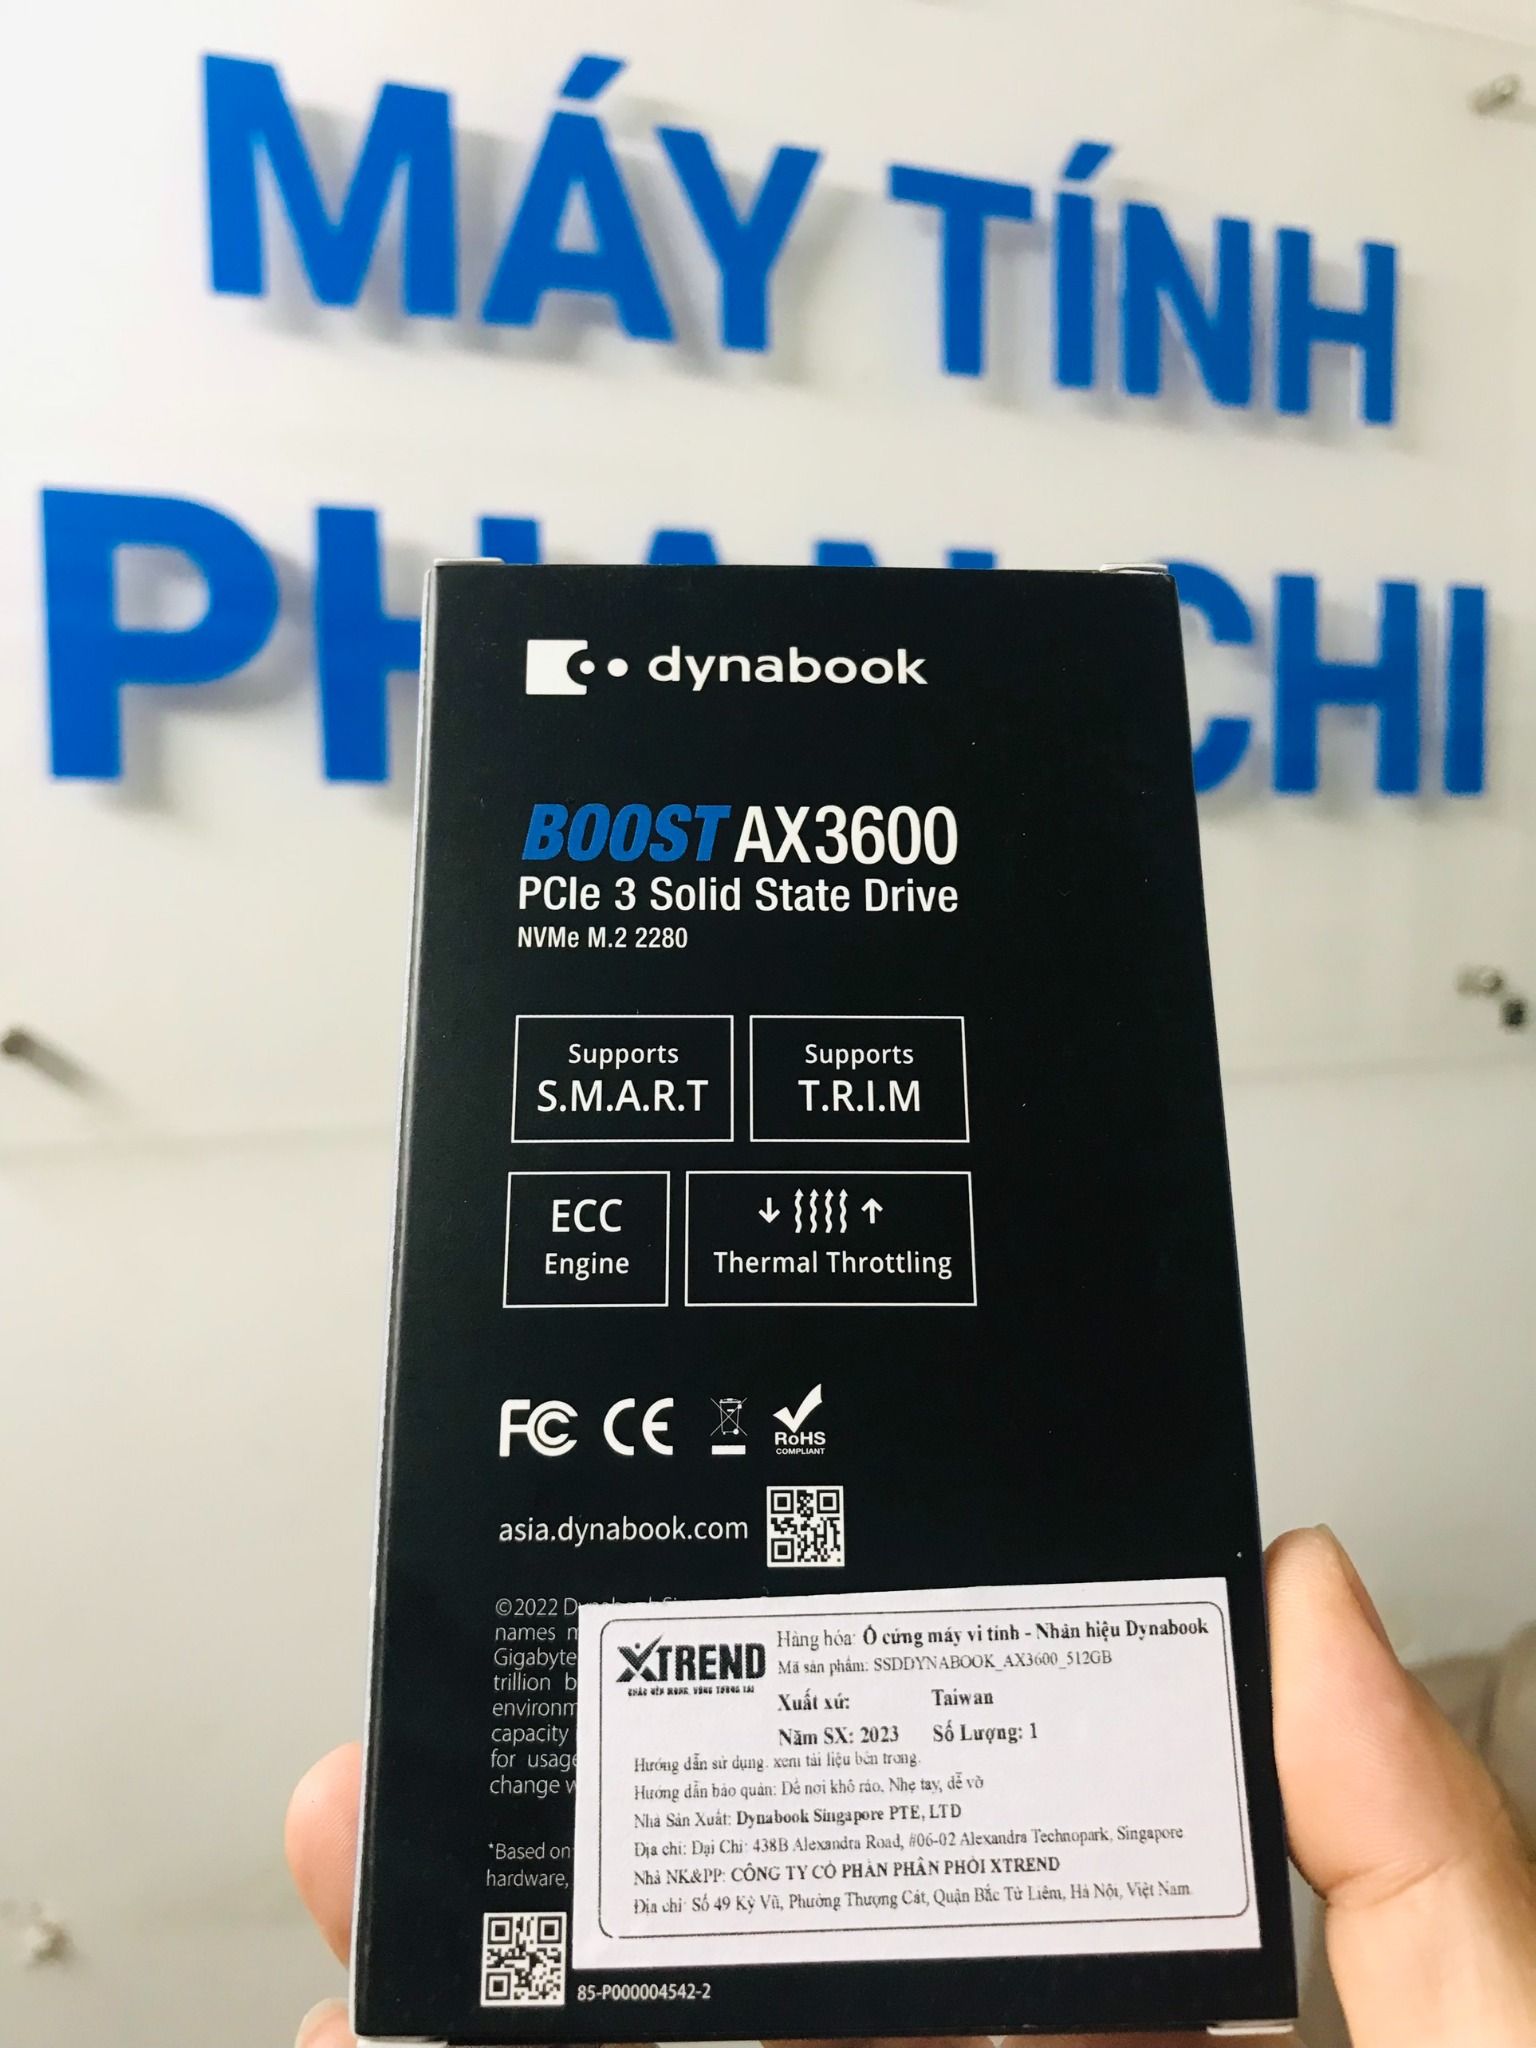 MÁY TÍNH
CHI
dynabook
BOOST AX3600
PCIe 3 Solid State Drive
NVMe M.2 2280
Supports
S.M.A.R.T
Supports
T.R.I.M
ECC
Engine
Thermal Throttling
FC CE
RoHS
COMPLIANT
asia.dynabook.com
©2022
names
Gigabyte
trillion
capacity
for usage
change
*Based on
hardware,
XTREND
Hàng hóa: Ổ cứng máy vi tính - Nhãn hiệu Dynabook
Mã sản phẩm: SSDDYNABOOK_AX3600_512GB
Xuất xứ: Taiwan
Năm SX: 2023 Số Lượng: 1
Hướng dẫn sử dụng. xem tài liệu bên trong.
Hướng dẫn bảo quản: Để nơi khô ráo, Nhẹ tay, dễ vỡ
Nhà Sản Xuất: Dynabook Singapore PTE, LTD
Địa chỉ: Đại Chỉ: 438B Alexandra Road, #06-02 Alexandra Technopark, Singapore
Nhà NK&PP: CÔNG TY CỔ PHẦN PHÂN PHỐI XTREND
Địa chỉ: Số 49 Kỳ Vũ, Phường Thượng Cát, Quận Bắc Từ Liêm, Hà Nội, Việt Nam
85-P000004542-2